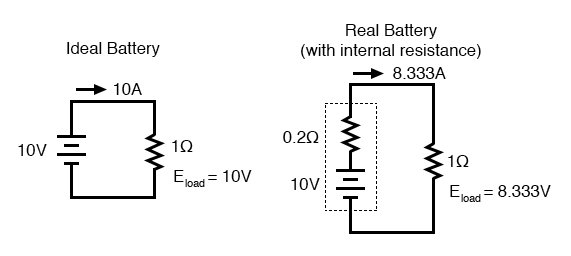 Ideal Battery
10A
10V
1Ω
Eload = 10V
Real Battery
(with internal resistance)
8.333A
0.2Ω
10V
1Ω
Eload = 8.333V